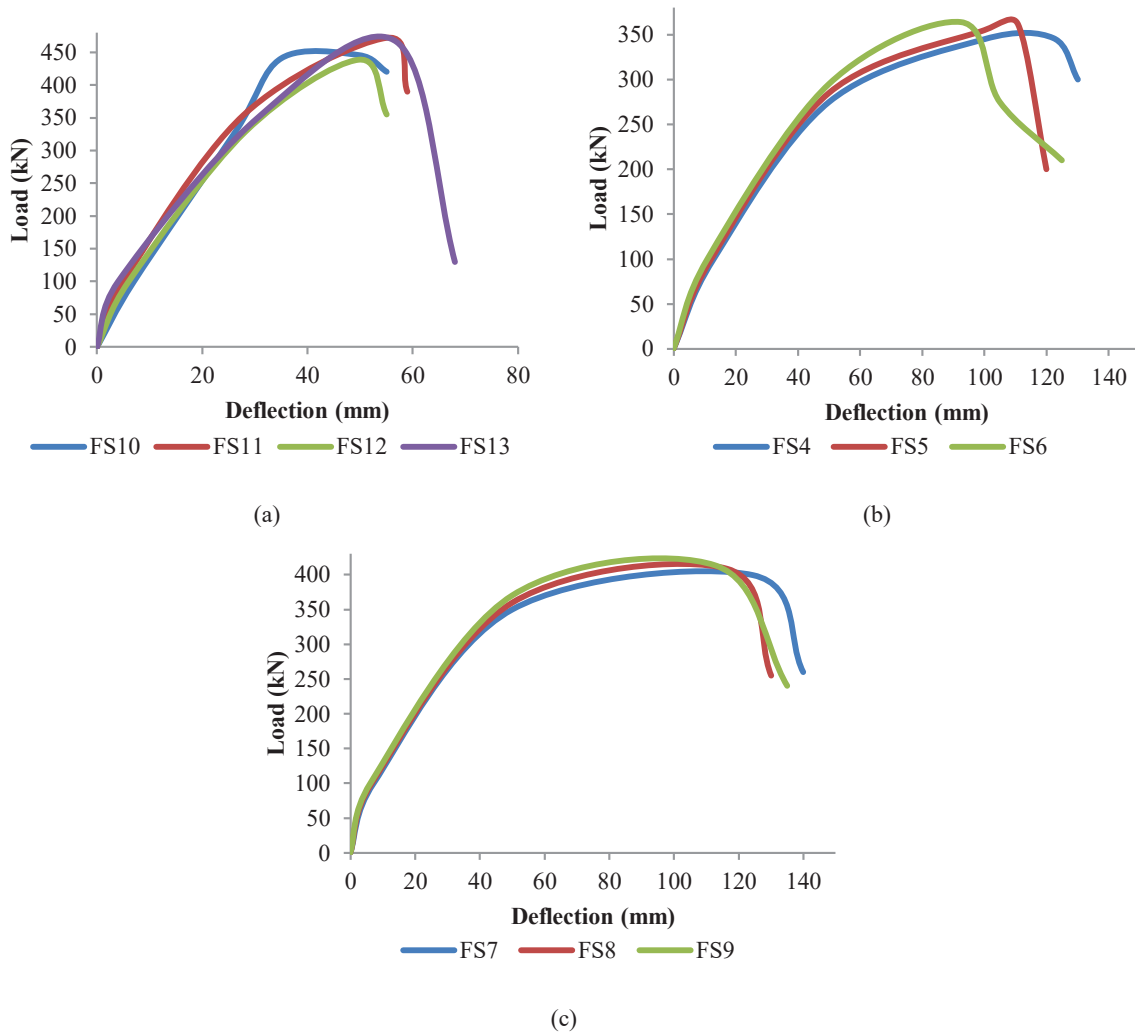 450
400
350
300
250
200
150
100
50
0
Load (kN)
0 20 40 60 80
Deflection (mm)
FS10 FS11 FS12 FS13
(a)
350
300
250
200
150
100
50
0
Load (kN)
0 20 40 60 80 100 120 140
Deflection (mm)
FS4 FS5 FS6
(b)
400
350
300
250
200
150
100
50
0
Load (kN)
0 20 40 60 80 100 120 140
Deflection (mm)
FS7 FS8 FS9
(c)